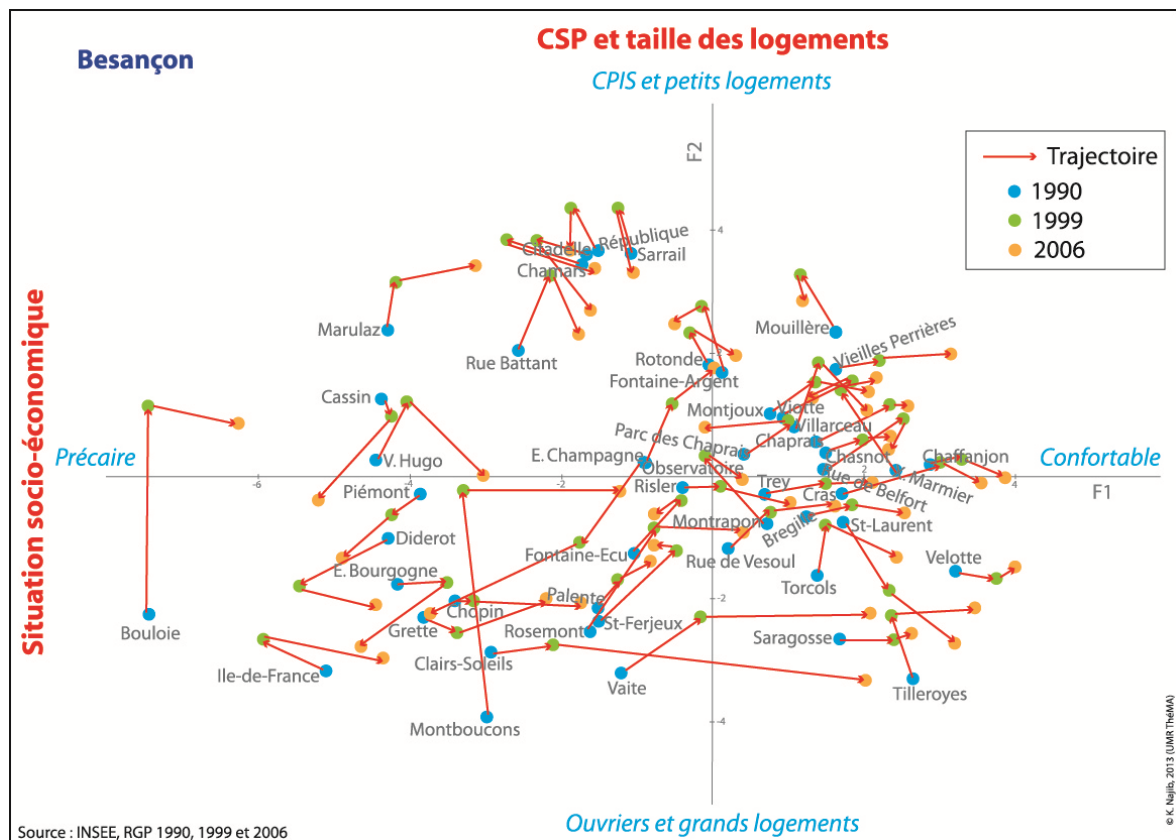 CSP et taille des logements
Besançon
CPIS et petits logements
F2
Trajectoire
1990
1999
2006
4
République
Citadelle
Sarrail
Chamars
Marulaz
Mouillère
Vieilles Perrières
Rue Battant
Rotonde
2
Fontaine-Argent
Cassin
Montjoux
Viotte
Villarceau
Parc des Chaprais
Chaprais
Précaire
V. Hugo
E. Champagne
Chasnot
Chaffanjon
Confortable
Observatoire
V. Marmier
Rue de Belfort
-6
-4
-2
2
4
F1
Piémont
Risler
Trey
Cras
Montrapon
Bregille
St-Laurent
Diderot
Fontaine-Ecu
Rue de Vesoul
Velotte
E. Bourgogne
Torcols
Palente
-2
Chopin
Bouloie
Grette
Rosemont
St-Ferjeux
Saragosse
Clairs-Soleils
Ile-de-France
Vaite
Tilleroyes
Montboucons
-4
Situation socio-économique
Ouvriers et grands logements
Source : INSEE, RGP 1990, 1999 et 2006
© K. Najib, 2013 (UMR ThéMA)